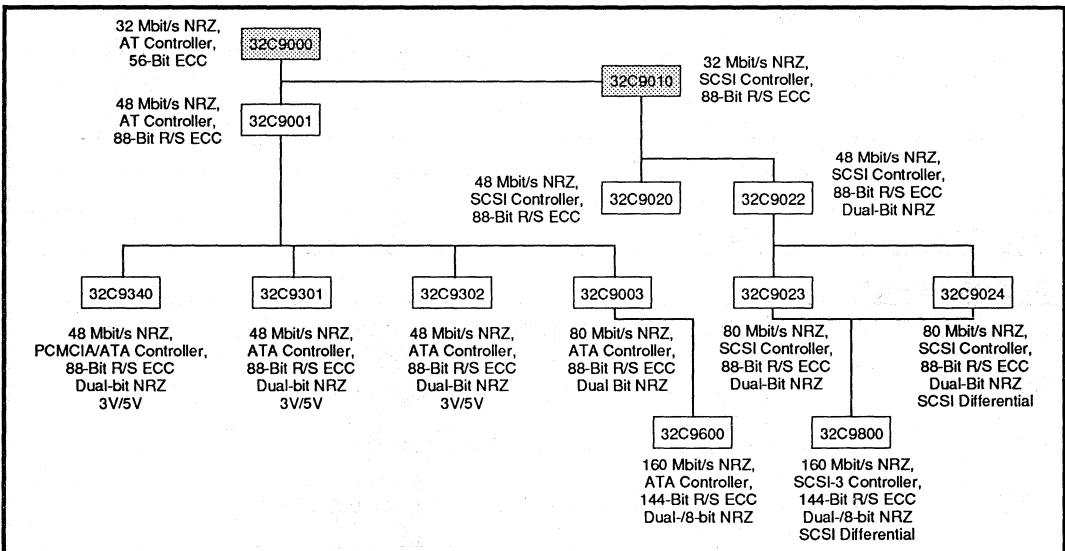 32 Mbit/s NRZ,
AT Controller,
56-Bit ECC
32C9000
32C9010
32 Mbit/s NRZ,
SCSI Controller,
88-Bit R/S ECC
48 Mbit/s NRZ,
AT Controller,
88-Bit R/S ECC
32C9001
48 Mbit/s NRZ,
SCSI Controller,
88-Bit R/S ECC
32C9020
32C9022
48 Mbit/s NRZ,
SCSI Controller,
88-Bit R/S ECC
Dual-Bit NRZ
32C9340
48 Mbit/s NRZ,
PCMCIA/ATA Controller,
88-Bit R/S ECC
Dual-bit NRZ
3V/5V
32C9301
48 Mbit/s NRZ,
ATA Controller,
88-Bit R/S ECC
Dual-bit NRZ
3V/5V
32C9302
48 Mbit/s NRZ,
ATA Controller,
88-Bit R/S ECC
Dual-Bit NRZ
3V/5V
32C9003
80 Mbit/s NRZ,
ATA Controller,
88-Bit R/S ECC
Dual Bit NRZ
32C9023
80 Mbit/s NRZ,
SCSI Controller,
88-Bit R/S ECC
Dual-Bit NRZ
32C9024
80 Mbit/s NRZ,
SCSI Controller,
88-Bit R/S ECC
Dual-Bit NRZ
SCSI Differential
32C9600
160 Mbit/s NRZ,
ATA Controller,
144-Bit R/S ECC
Dual-/8-bit NRZ
32C9800
160 Mbit/s NRZ,
SCSI-3 Controller,
144-Bit R/S ECC
Dual-/8-bit NRZ
SCSI Differential